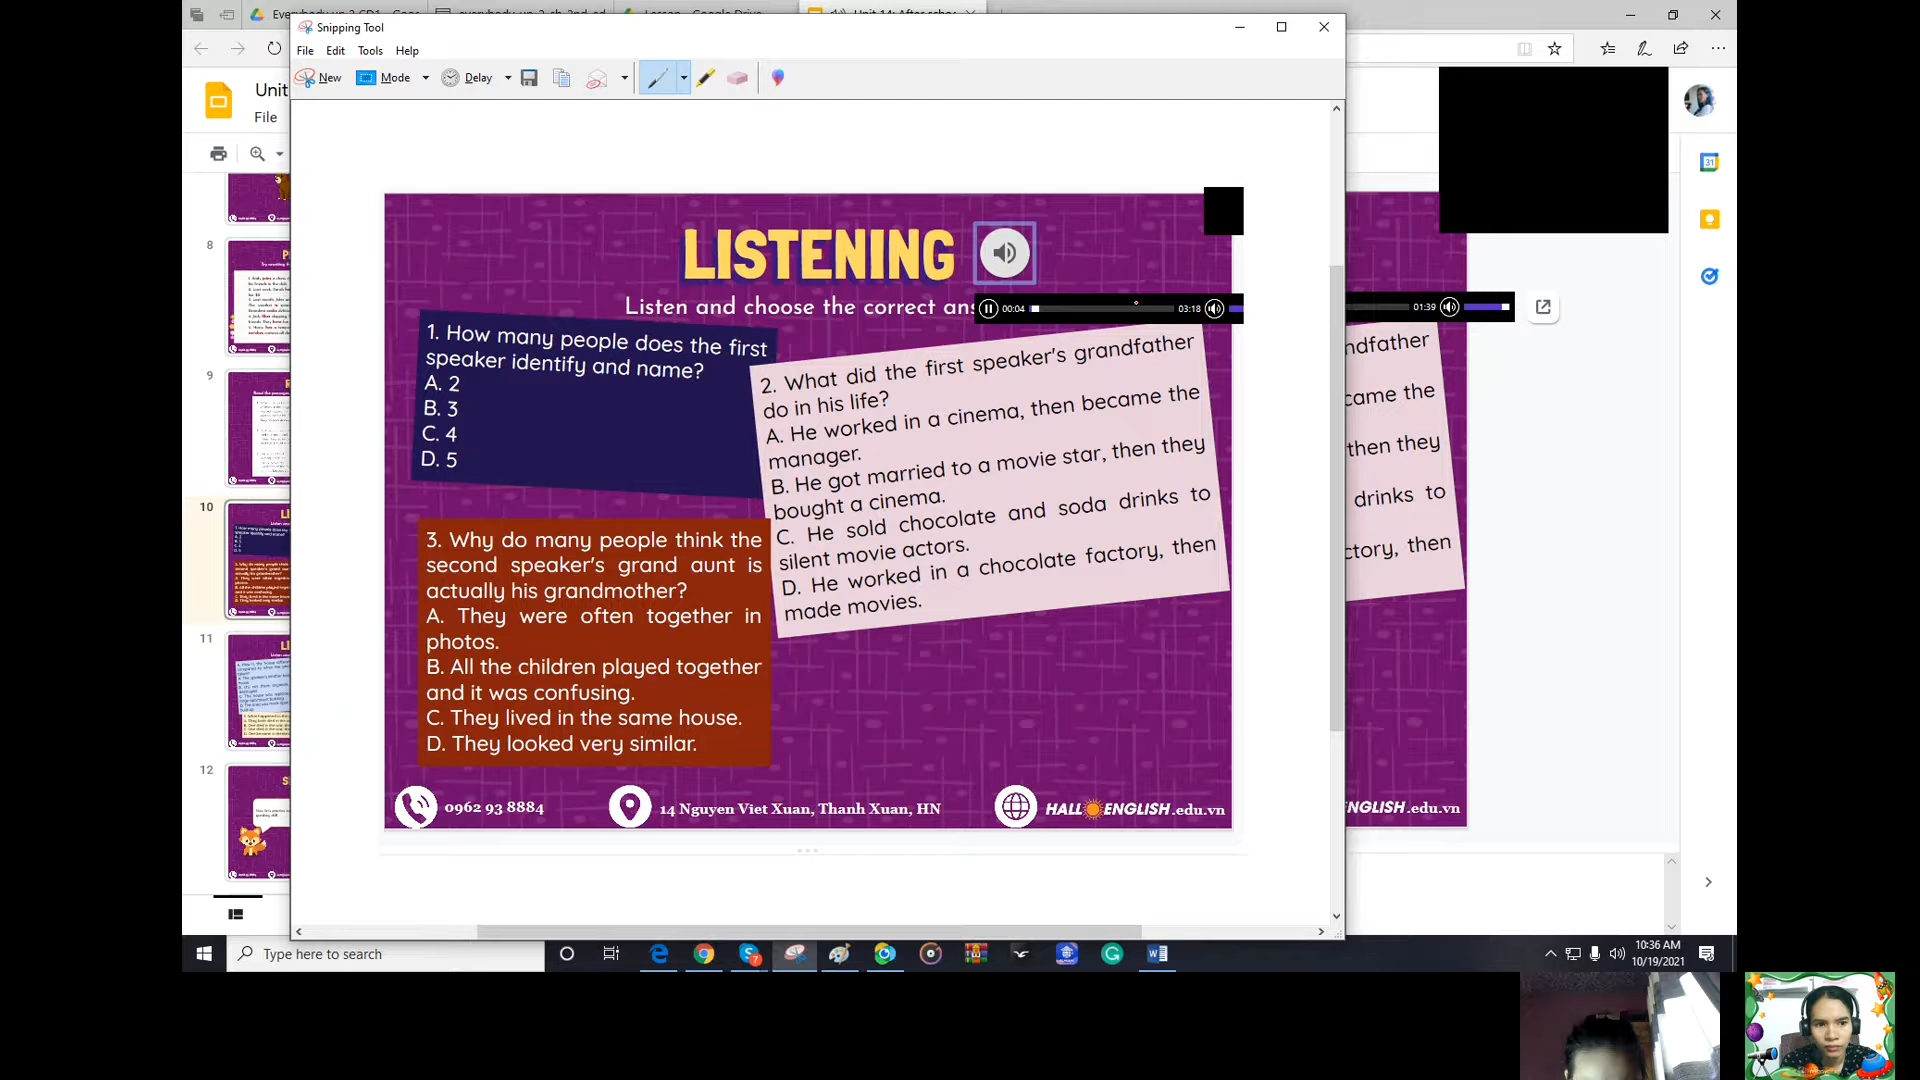 Snipping Tool
File Edit Tools Help
New Mode Delay
Unit
File
LISTENING
Listen and choose the correct ans
00:04 03:18
01:39
1. How many people does the first
speaker identify and name?
A. 2
B. 3
C. 4
D. 5
2. What did the first speaker's grandfather
do in his life?
A. He worked in a cinema, then became the
manager.
B. He got married to a movie star, then they
bought a cinema.
C. He sold chocolate and soda drinks to
silent movie actors.
D. He worked in a chocolate factory, then
made movies.
3. Why do many people think the
second speaker's grand aunt is
actually his grandmother?
A. They were often together in
photos.
B. All the children played together
and it was confusing.
C. They lived in the same house.
D. They looked very similar.
0962 93 8884
14 Nguyen Viet Xuan, Thanh Xuan, HN
HALL ENGLISH.edu.vn
ndfather
came the
then they
drinks to
ctory, then
NGLISH.edu.vn
8
9
10
11
12
31
Type here to search
10:36 AM
10/19/2021